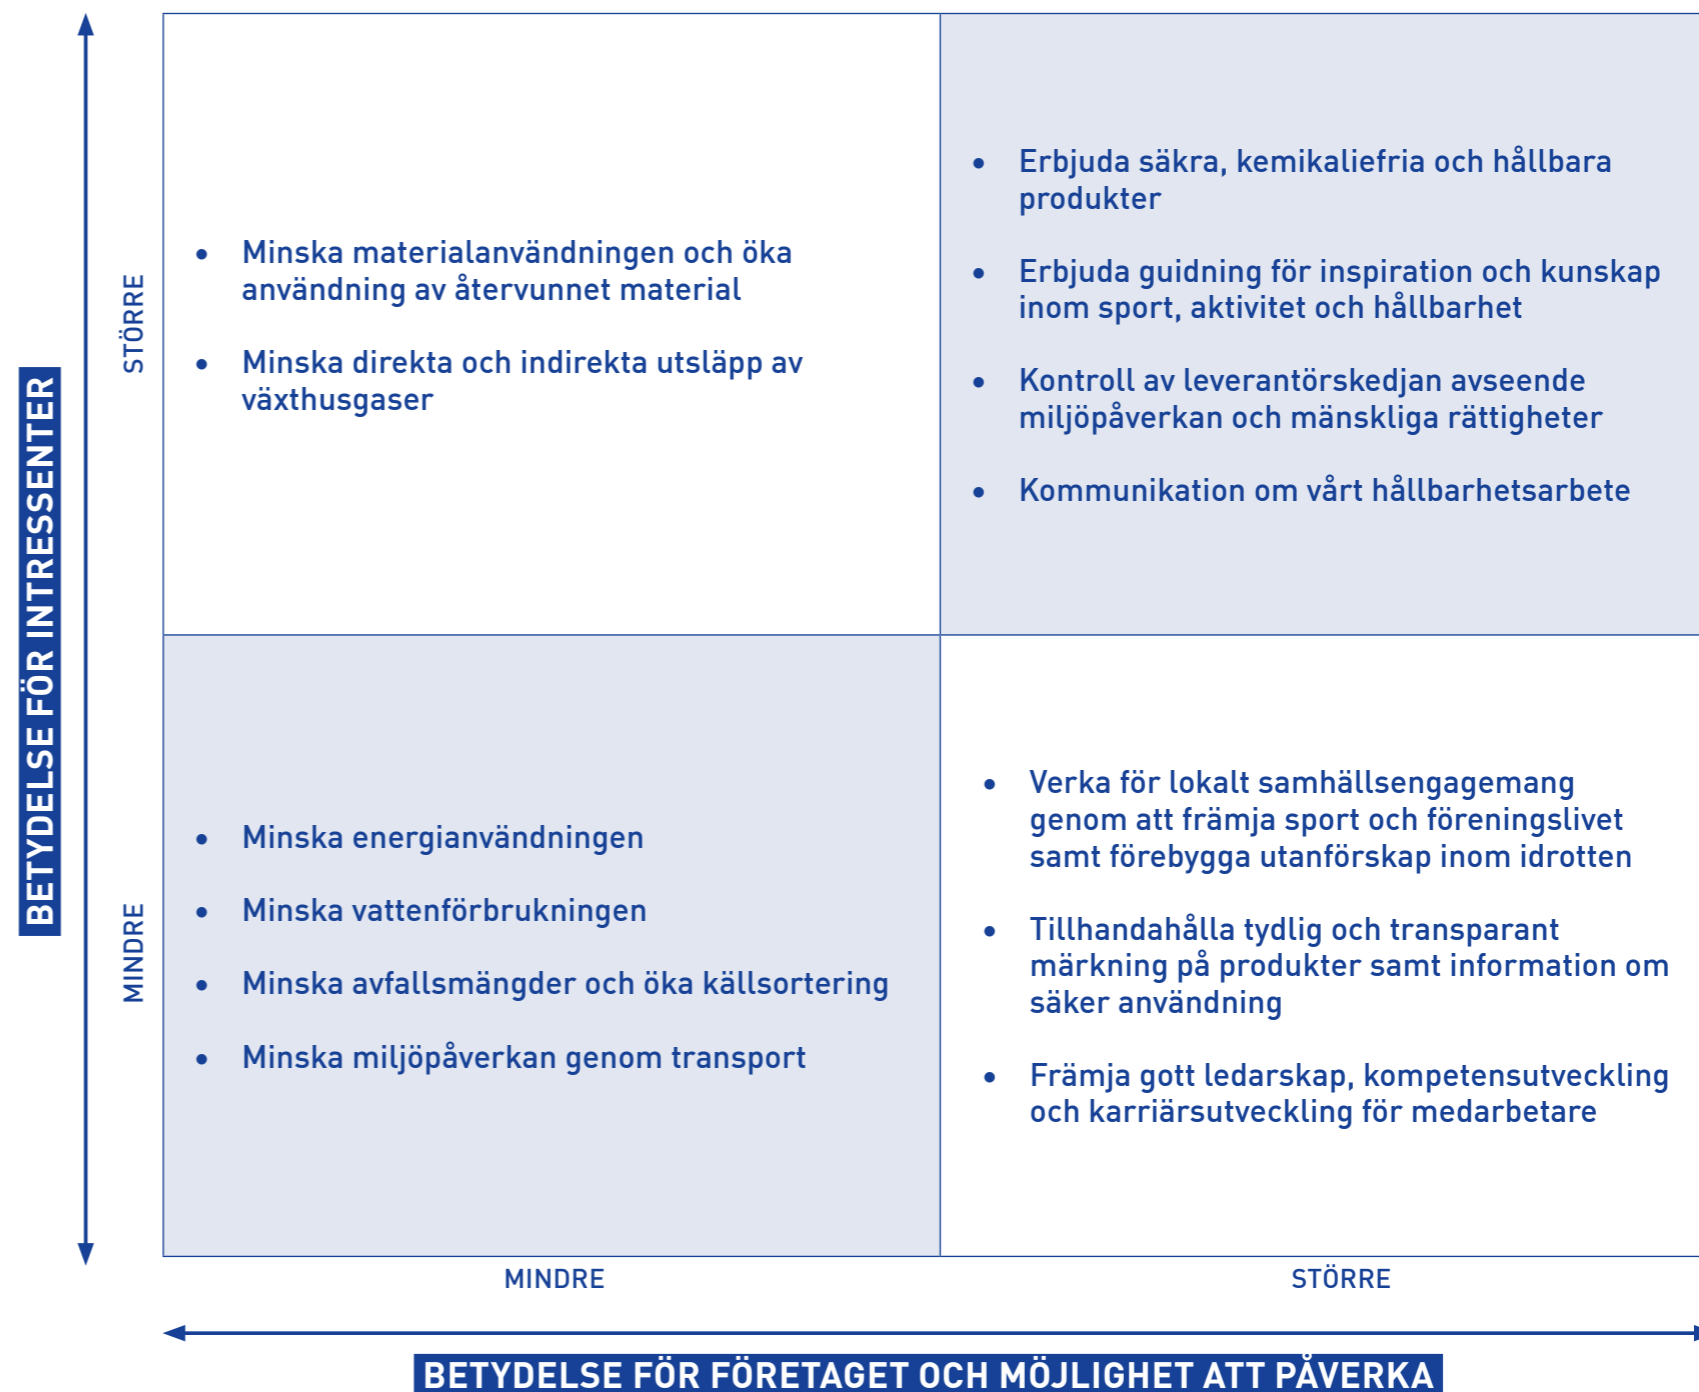 BETYDELSE FÖR INTRESSENTER
STÖRRE
MINDRE
• Minska materialanvändningen och öka
användning av återvunnet material
• Minska direkta och indirekta utsläpp av
växthusgaser
• Erbjuda säkra, kemikaliefria och hållbara
produkter
• Erbjuda guidning för inspiration och kunskap
inom sport, aktivitet och hållbarhet
• Kontroll av leverantörskedjan avseende
miljöpåverkan och mänskliga rättigheter
• Kommunikation om vårt hållbarhetsarbete
• Minska energianvändningen
• Minska vattenförbrukningen
• Minska avfallsmängder och öka källsortering
• Minska miljöpåverkan genom transport
• Verka för lokalt samhällsengagemang
genom att främja sport och föreningslivet
samt förebygga utanförskap inom idrotten
• Tillhandahålla tydlig och transparant
märkning på produkter samt information om
säker användning
• Främja gott ledarskap, kompetensutveckling
och karriärsutveckling för medarbetare
MINDRE
STÖRRE
BETYDELSE FÖR FÖRETAGET OCH MÖJLIGHET ATT PÅVERKA